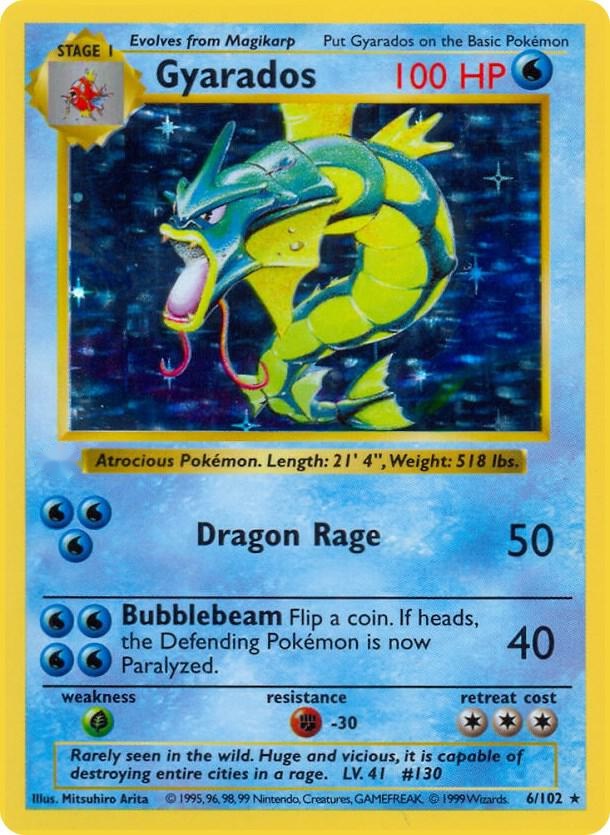 STAGE 1
Evolves from Magikarp
Put Gyarados on the Basic Pokémon
Gyarados
100 HP
Atrocious Pokémon. Length: 21' 4", Weight: 518 lbs.
Dragon Rage
50
Bubblebeam Flip a coin. If heads,
the Defending Pokémon is now
Paralyzed.
40
weakness
resistance
retreat cost
-30
Rarely seen in the wild. Huge and vicious, it is capable of
destroying entire cities in a rage. LV. 41 #130
Illus. Mitsuhiro Arita © 1995, 96, 98, 99 Nintendo, Creatures, GAMEFREAK. © 1999 Wizards. 6/102 ★